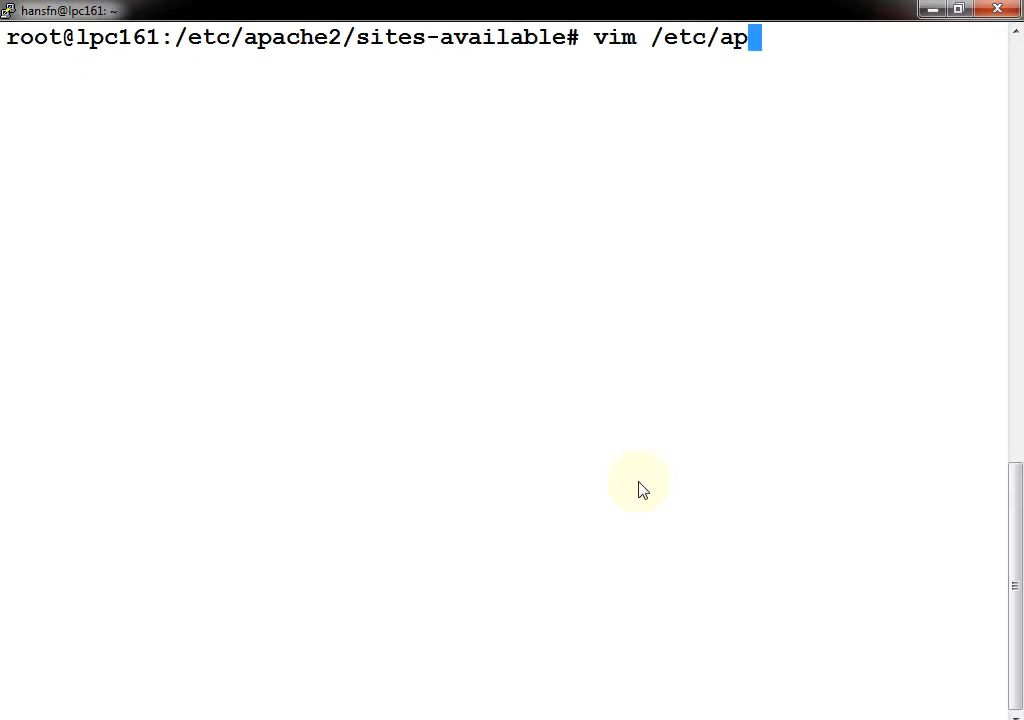 hansfn@lpc161: ~
root@lpc161:/etc/apache2/sites-available# vim /etc/ap